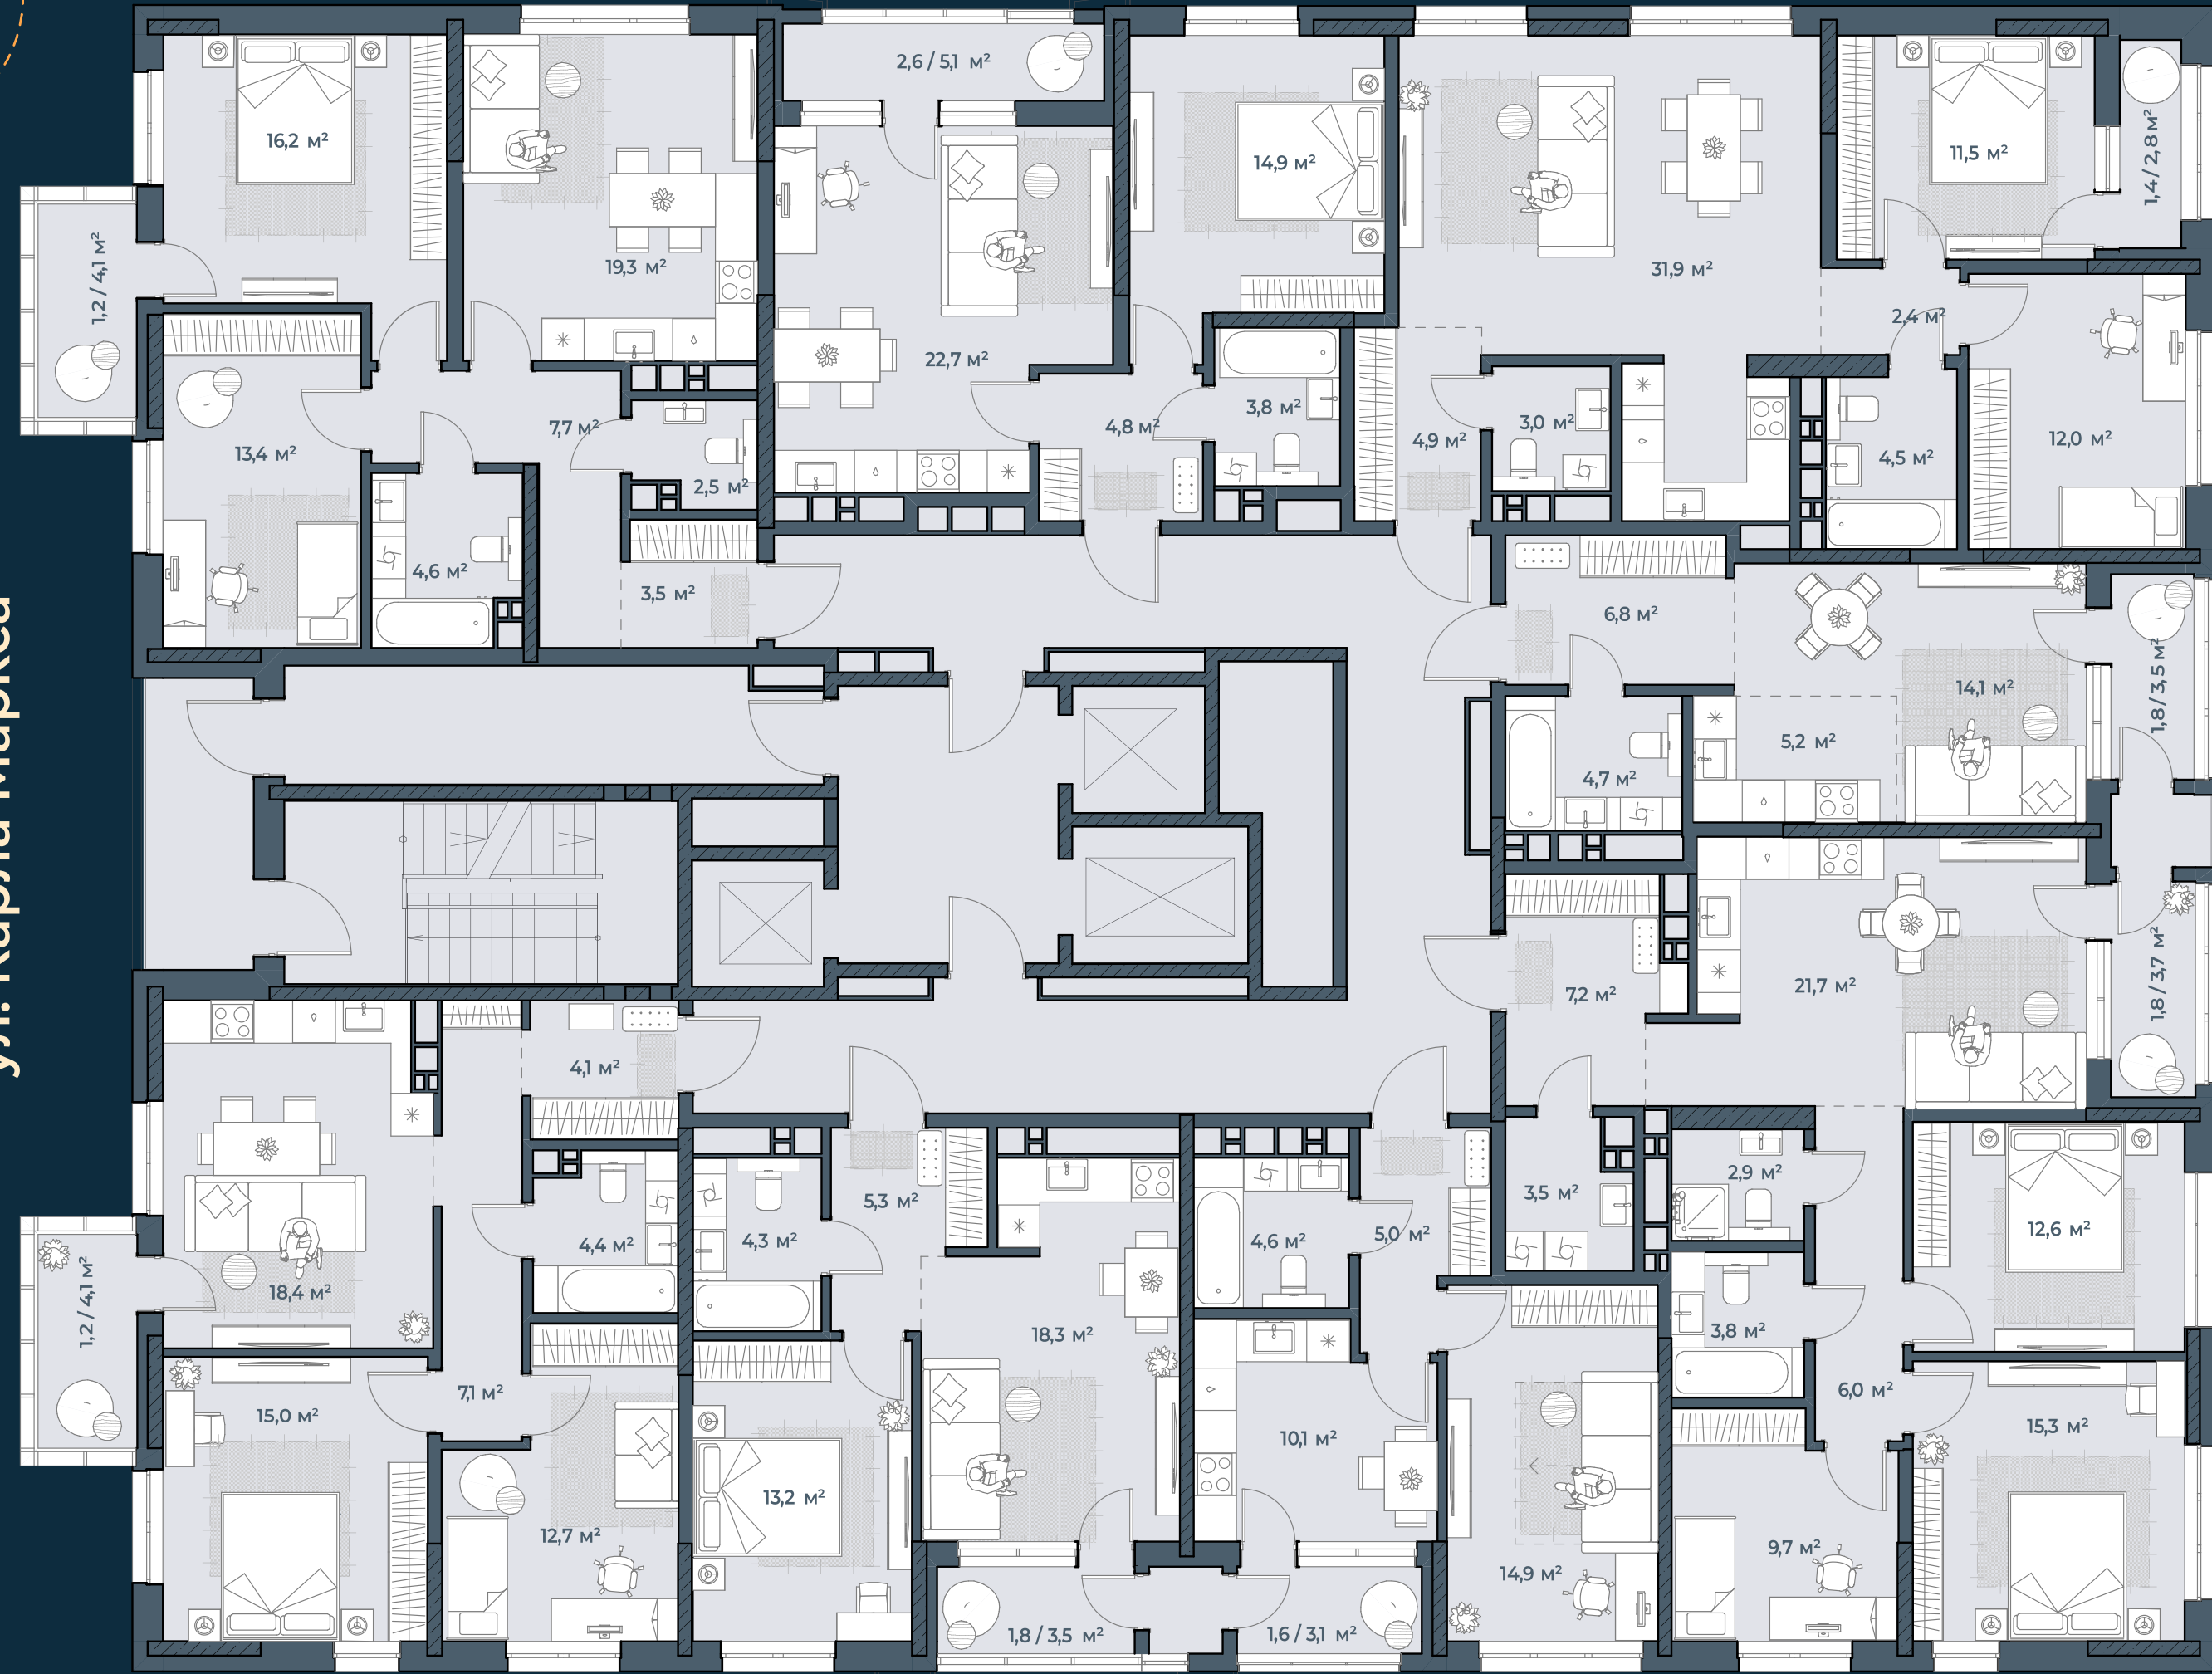 2,6 / 5,1 м²
16,2 м²
14,9 м²
11,5 м²
1,4 / 2,8 м²
1,2 / 4,1 м²
19,3 м²
31,9 м²
2,4 м²
22,7 м²
3,8 м²
7,7 м²
4,8 м²
3,0 м²
4,9 м²
12,0 м²
13,4 м²
4,5 м²
2,5 м²
4,6 м²
3,5 м²
6,8 м²
14,1 м²
1,8 / 3,5 м²
5,2 м²
4,7 м²
ул. Карла Маркса
21,7 м²
7,2 м²
1,8 / 3,7 м²
4,1 м²
2,9 м²
5,3 м²
3,5 м²
12,6 м²
5,0 м²
4,3 м²
4,6 м²
4,4 м²
18,4 м²
1,2 / 4,1 м²
18,3 м²
3,8 м²
7,1 м²
6,0 м²
15,0 м²
15,3 м²
10,1 м²
13,2 м²
12,7 м²
9,7 м²
14,9 м²
1,8 / 3,5 м²
1,6 / 3,1 м²